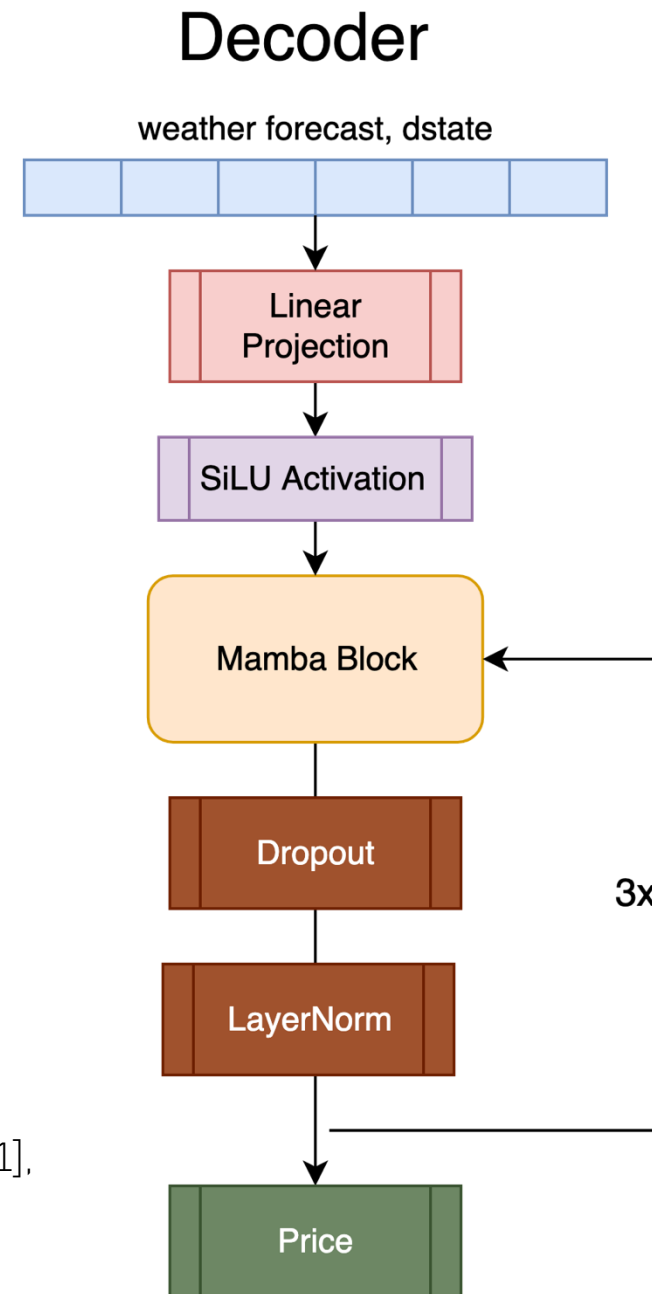 Decoder
weather forecast, dstate
Linear
Projection
SiLU Activation
Mamba Block
Dropout
3x
LayerNorm
1],
Price